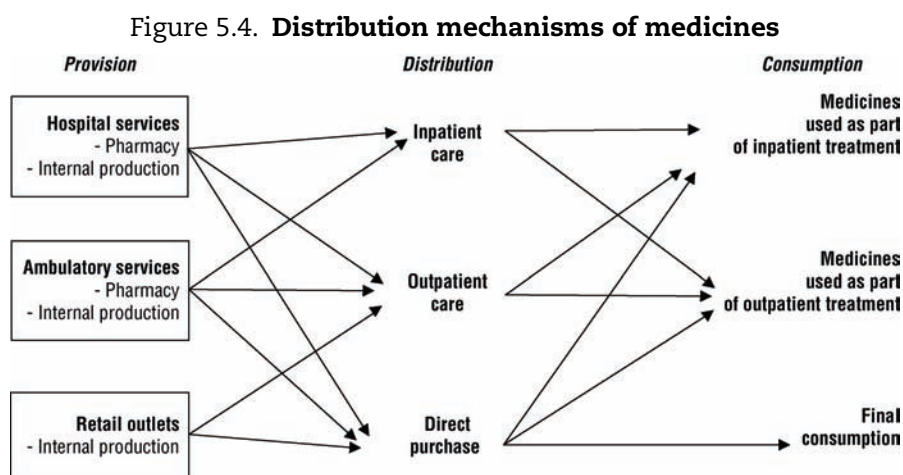 Figure 5.4. Distribution mechanisms of medicines
Provision
Distribution
Consumption
Hospital services
- Pharmacy
- Internal production
Inpatient
care
Medicines
used as part
of inpatient treatment
Ambulatory services
- Pharmacy
- Internal production
Outpatient
care
Medicines
used as part
of outpatient treatment
Retail outlets
- Internal production
Direct
purchase
Final
consumption